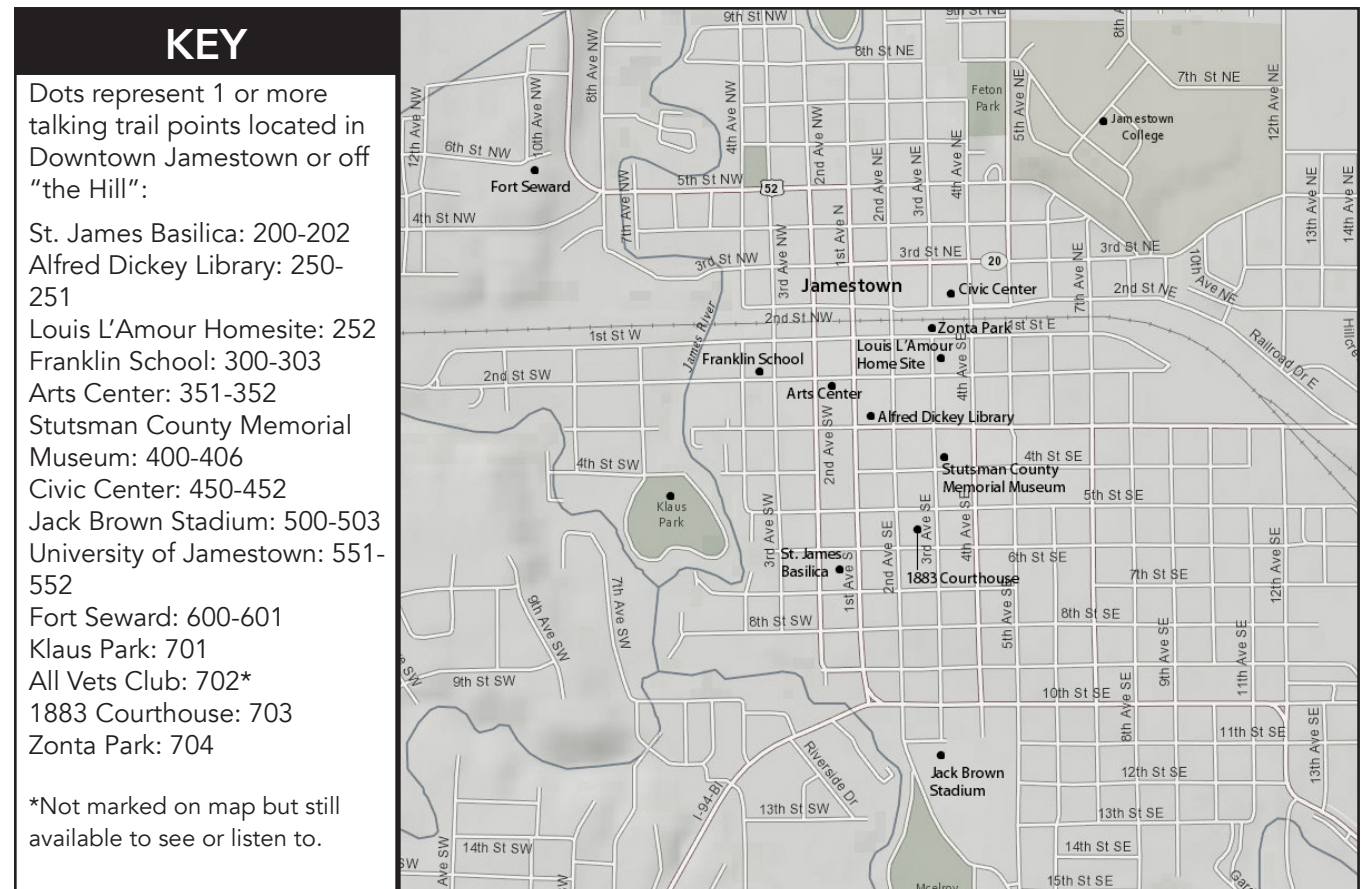 KEY
Dots represent 1 or more
talking trail points located in
Downtown Jamestown or off
“the Hill”:
St. James Basilica: 200-202
Alfred Dickey Library: 250-
251
Louis L’Amour Homesite: 252
Franklin School: 300-303
Arts Center: 351-352
Stutsman County Memorial
Museum: 400-406
Civic Center: 450-452
Jack Brown Stadium: 500-503
University of Jamestown: 551-
552
Fort Seward: 600-601
Klaus Park: 701
All Vets Club: 702*
1883 Courthouse: 703
Zonta Park: 704
*Not marked on map but still
available to see or listen to.
9th St NW
9th St NE
8th St NE
7th St NE
8th Ave NW
12th Ave NW
10th Ave NW
6th St NW
Fort Seward
4th St NW
5th St NW
52
7th Ave NW
4th Ave NW
2nd Ave NW
3rd Ave NW
1st Ave N
2nd Ave NE
3rd Ave NE
4th Ave NE
Feton
Park
5th Ave NE
Jamestown
College
12th Ave NE
13th Ave NE
14th Ave NE
3rd St NW
3rd St NE
20
3rd St NE
7th Ave NE
10th Ave NE
2nd St NE
Jamestown
Civic Center
James River
2nd St NW
1st St W
Zonta Park
1st St E
Louis L’Amour
Home Site
4th Ave SE
Franklin School
2nd St SW
Arts Center
Alfred Dickey Library
Railroad Dr E
2nd Ave SW
4th St SW
4th St SE
Stutsman County
Memorial Museum
5th St SE
Klaus
Park
3rd Ave SW
St. James
Basilica
1st Ave S
2nd Ave SE
3rd Ave SE
4th Ave SE
1883 Courthouse
6th St SE
7th St SE
12th Ave SE
5th Ave SE
8th St SW
8th St SE
7th Ave SW
9th Ave SW
9th St SW
9th Ave SE
11th Ave SE
8th Ave SE
10th St SE
11th St SE
13th Ave SE
Jack Brown
Stadium
12th St SE
Riverside Dr
I-94-Bl
13th St SW
13th St SE
14th St SW
14th St SE
15th St SE
Ave SW
SW